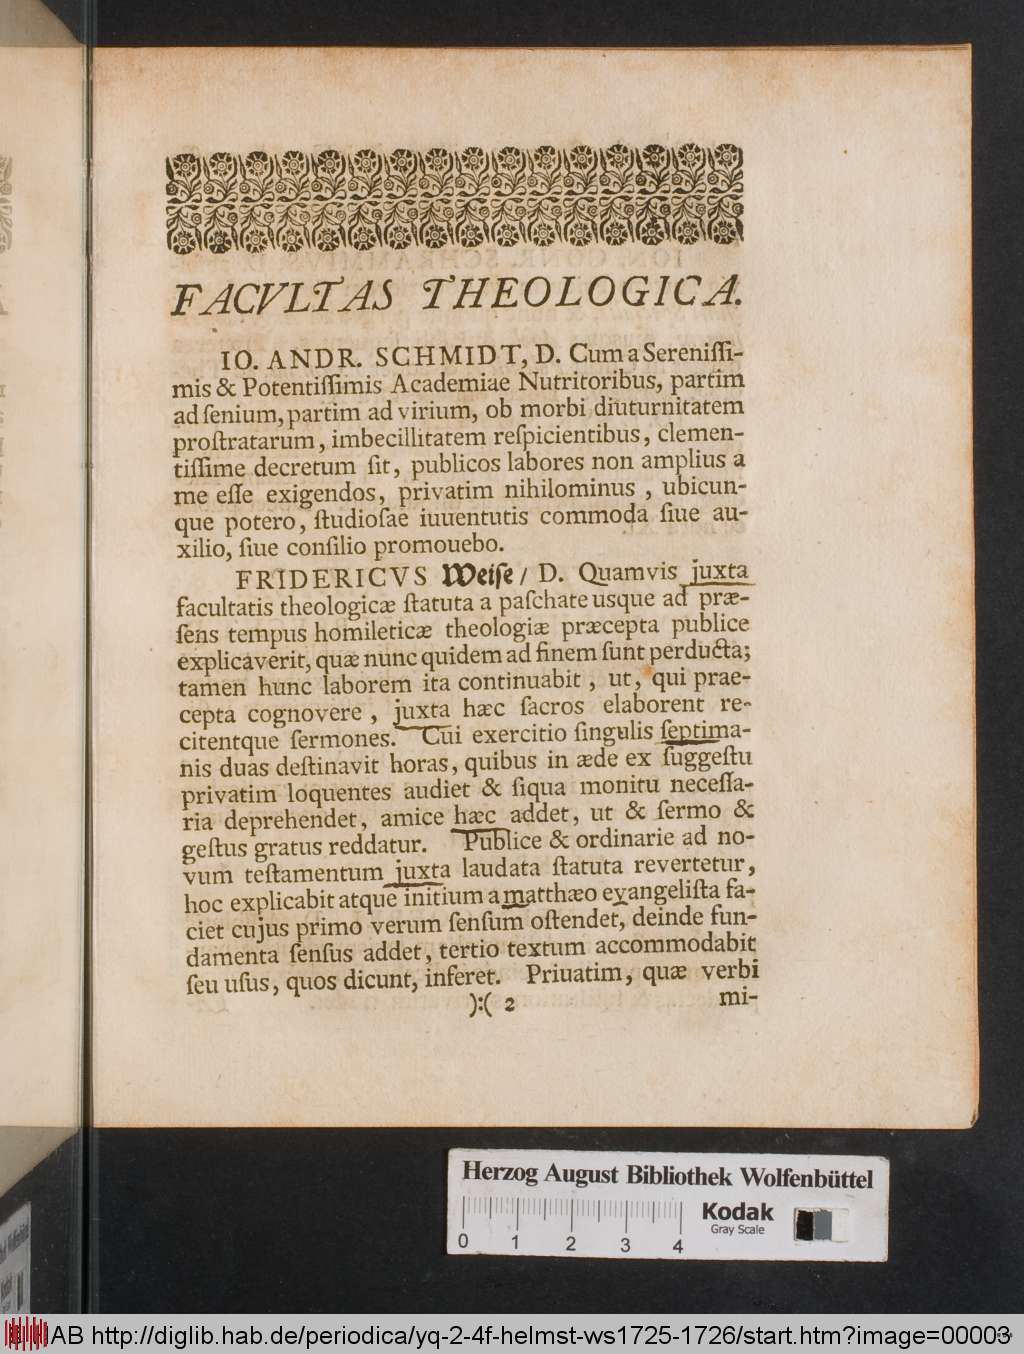 FACVLTAS THEOLOGICA.
IO. ANDR. SCHMIDT, D. Cum a Sereniſſi-
mis & Potentiſſimis Academiae Nutritoribus, partim
ad ſenium, partim ad virium, ob morbi diuturnitatem
proſtratarum, imbecillitatem reſpicientibus, clemen-
tiſſime decretum ſit, publicos labores non amplius a
me eſſe exigendos, privatim nihilominus, ubicun-
que potero, ſtudioſae iuuentutis commoda ſiue au-
xilio, ſiue conſilio promouebo.
FRIDERICVS Weiſe / D. Quamvis juxta
facultatis theologicæ ſtatuta a paſchate usque ad præ-
ſens tempus homileticæ theologiæ præcepta publice
explicaverit, quæ nunc quidem ad finem ſunt perducta;
tamen hunc laborem ita continuabit, ut, qui prae-
cepta cognovere, juxta hæc ſacros elaborent re-
citentque ſermones. Cui exercitio ſingulis ſeptima-
nis duas deſtinavit horas, quibus in æde ex ſuggeſtu
privatim loquentes audiet & ſiqua monitu neceſſa-
ria deprehendet, amice hæc addet, ut & ſermo &
geſtus gratus reddatur. Publice & ordinarie ad no-
vum teſtamentum juxta laudata ſtatuta revertetur,
hoc explicabit atque initium a matthæo evangeliſta fa-
ciet cujus primo verum ſenſum oſtendet, deinde fun-
damenta ſenſus addet, tertio textum accommodabit
ſeu uſus, quos dicunt, inferet. Priuatim, quæ verbi
):( 2 mi-
Herzog August Bibliothek Wolfenbüttel
Kodak
Gray Scale
0 1 2 3 4
HAB http://diglib.hab.de/periodica/yq-2-4f-helmst-ws1725-1726/start.htm?image=00003